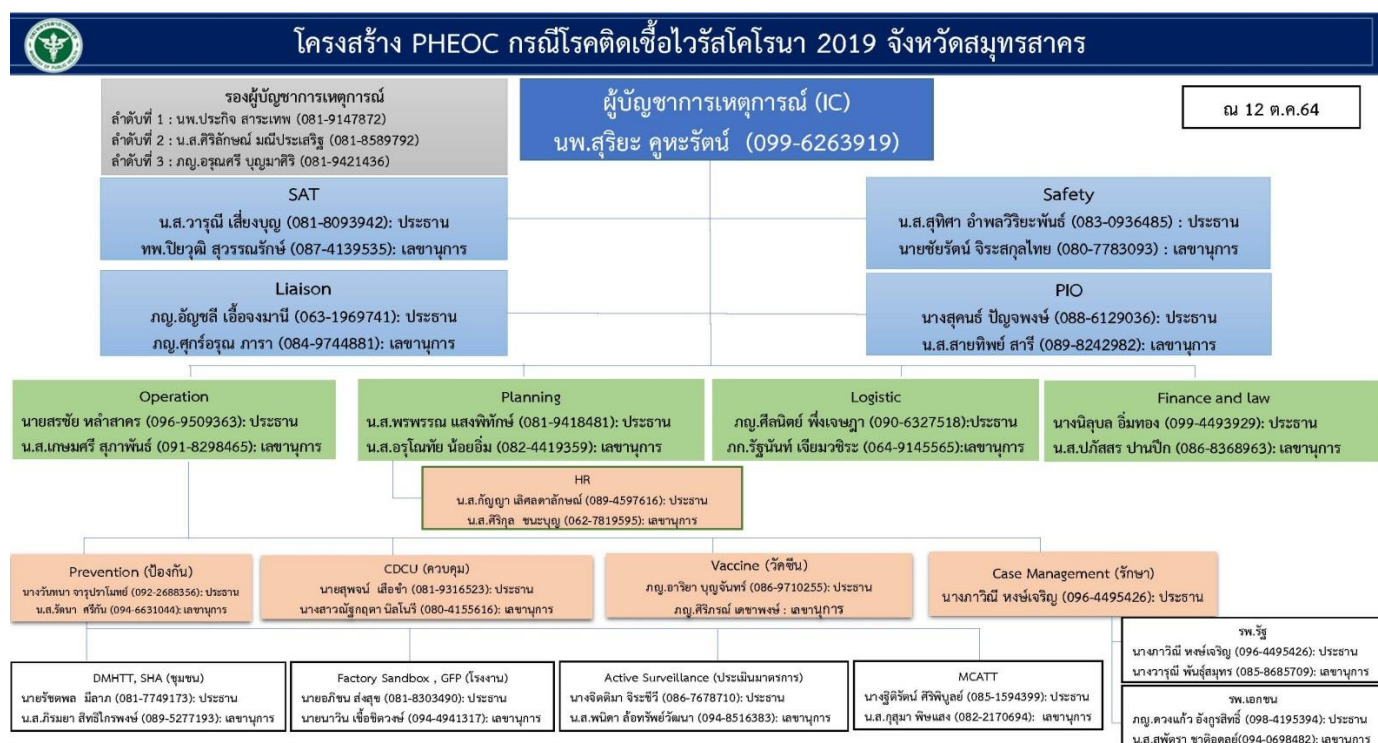 โครงสร้าง PHEOC กรณีโรคติดเชื้อไวรัสโคโรนา 2019 จังหวัดสมุทรสาคร
รองผู้บัญชาการเหตุการณ์
ลำดับที่ 1 : นพ.ประกิจ สาระเทพ (081-9147872)
ลำดับที่ 2 : น.ส.ศิริลักษณ์ มณีประเสริฐ (081-8589792)
ลำดับที่ 3 : ภญ.อรุณศรี บุญมาศิริ (081-9421436)
ผู้บัญชาการเหตุการณ์ (IC)
นพ.สุริยะ คูหะรัตน์ (099-6263919)
ณ 12 ต.ค.64
SAT
น.ส.วารุณี เสี่ยงบุญ (081-8093942): ประธาน
ทพ.ปิยวุฒิ สุวรรณรักษ์ (087-4139535): เลขานุการ
Safety
น.ส.สุทิศา อำพลวิริยะพันธ์ (083-0936485) : ประธาน
นายชัยรัตน์ จิระสกุลไทย (080-7783093) : เลขานุการ
Liaison
ภญ.อัญชลี เอื้อจงมานี (063-1969741): ประธาน
ภญ.ศุกร์อรุณ ภารา (084-9744881): เลขานุการ
PIO
นางสุคนธ์ ปัญจพงษ์ (088-6129036): ประธาน
น.ส.สายทิพย์ สารี (089-8242982): เลขานุการ
Operation
นายสรชัย หลำสาคร (096-9509363): ประธาน
น.ส.เกษมศรี สุภาพันธ์ (091-8298465): เลขานุการ
Planning
น.ส.พรพรรณ แสงพิทักษ์ (081-9418481): ประธาน
น.ส.อรุโณทัย น้อยอิ่ม (082-4419359): เลขานุการ
Logistic
ภญ.ศีลนิตย์ พึ่งเจษฎา (090-6327518):ประธาน
ภก.รัฐนันท์ เจียมวชิระ (064-9145565):เลขานุการ
Finance and law
นางนิลุบล อิ่มทอง (099-4493929): ประธาน
น.ส.ปภัสสร ปานปีก (086-8368963): เลขานุการ
HR
น.ส.กัญญา เลิศลดาลักษณ์ (089-4597616): ประธาน
น.ส.ศิริกุล ชนะบุญ (062-7819595): เลขานุการ
Prevention (ป้องกัน)
นางวันทนา จารุปราโมทย์ (092-2688356): ประธาน
น.ส.รัตนา ศรีกัน (094-6631044): เลขานุการ
CDCU (ควบคุม)
นายสุพจน์ เสือขำ (081-9316523): ประธาน
นางสาวณัฐกฤตา นิลโนรี (080-4155616): เลขานุการ
Vaccine (วัคซีน)
ภญ.อาริยา บุญจันทร์ (086-9710255): ประธาน
ภญ.ศิริภรณ์ เดชาพงษ์ : เลขานุการ
Case Management (รักษา)
นางภาวิณี หงษ์เจริญ (096-4495426): ประธาน
รพ.รัฐ
นางภาวิณี หงษ์เจริญ (096-4495426): ประธาน
นางวารุณี พันธุ์สมุทร (085-8685709): เลขานุการ
DMHTT, SHA (ชุมชน)
นายรัชตพล มีลาภ (081-7749173): ประธาน
น.ส.ภิรมยา สิทธิไกรพงษ์ (089-5277193): เลขานุการ
Factory Sandbox , GFP (โรงงาน)
นายอภิชน ส่งสุข (081-8303490): ประธาน
นายนาวิน เชื้อชิตวงษ์ (094-4941317): เลขานุการ
Active Surveillance (ประเมินมาตรการ)
นางจิตติมา จิระชีวี (086-7678710): ประธาน
น.ส.พนิดา ล้อทรัพย์วัฒนา (094-8516383): เลขานุการ
MCATT
นางฐิติรัตน์ ศิริพิบูลย์ (085-1594399): ประธาน
น.ส.กุสุมา พิษแสง (082-2170694): เลขานุการ
รพ.เอกชน
ภญ.ดวงแก้ว อังกูรสิทธิ์ (098-4195394): ประธาน
น.ส.สุพัตรา ชาติอดุลย์(094-0698482): เลขานุการ